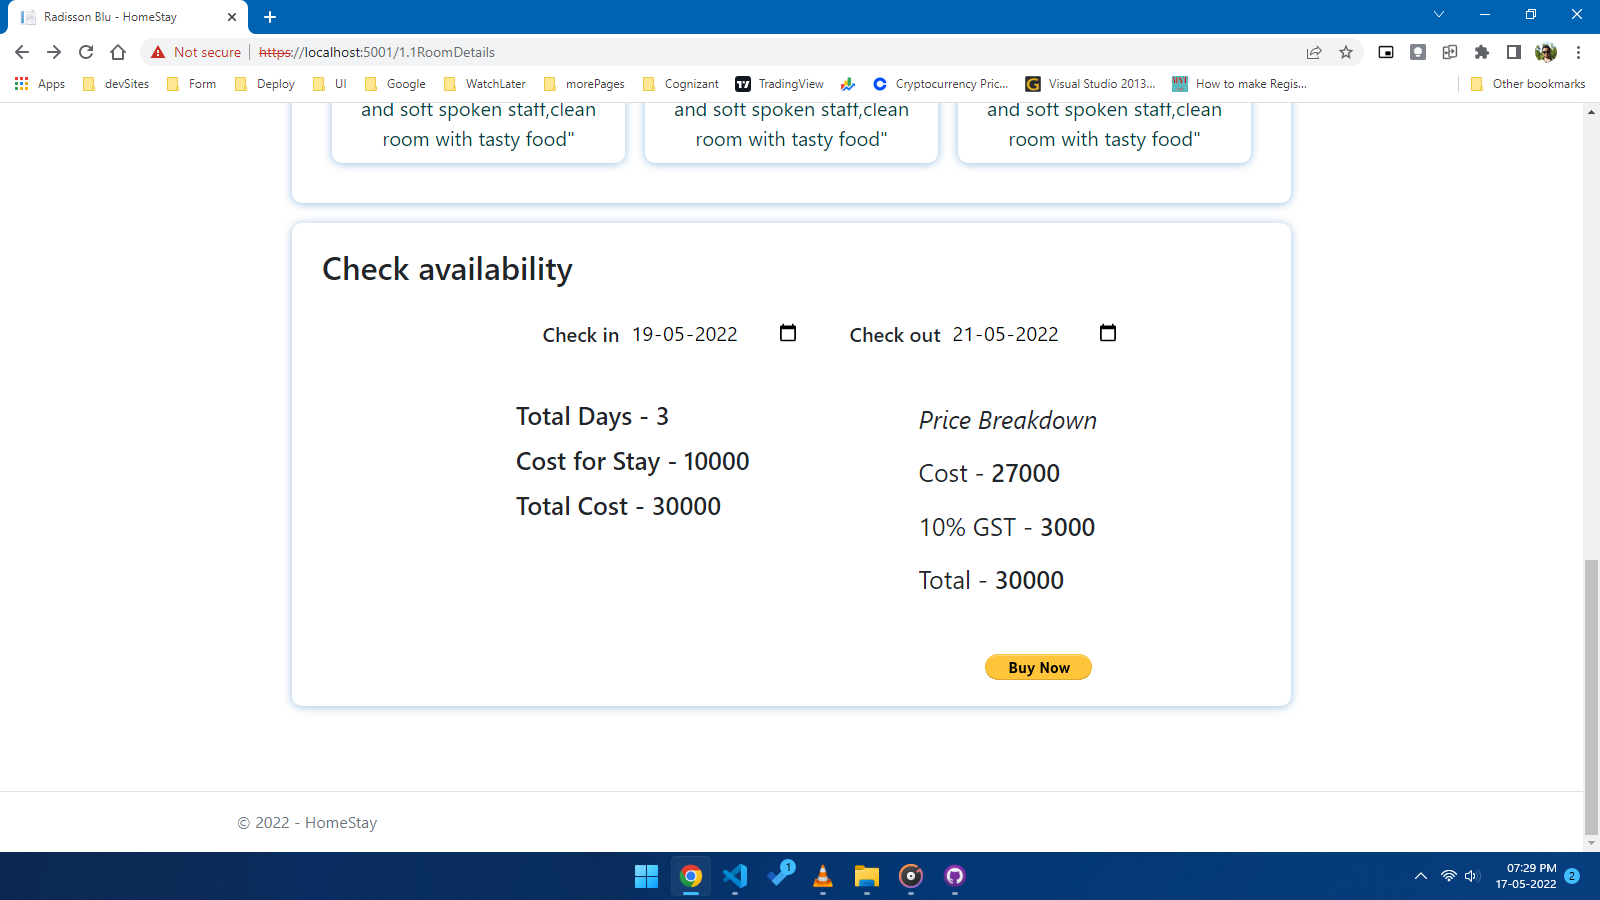 Radisson Blu - HomeStay
Not secure https://localhost:5001/1.1RoomDetails
Apps devSites Form Deploy UI Google WatchLater morePages Cognizant TradingView Cryptocurrency Pric... Visual Studio 2013... How to make Regis... Other bookmarks
and soft spoken staff,clean
room with tasty food"
and soft spoken staff,clean
room with tasty food"
and soft spoken staff,clean
room with tasty food"
Check availability
Check in 19-05-2022 Check out 21-05-2022
Total Days - 3
Cost for Stay - 10000
Total Cost - 30000
Price Breakdown
Cost - 27000
10% GST - 3000
Total - 30000
Buy Now
© 2022 - HomeStay
1
07:29 PM
17-05-2022
2